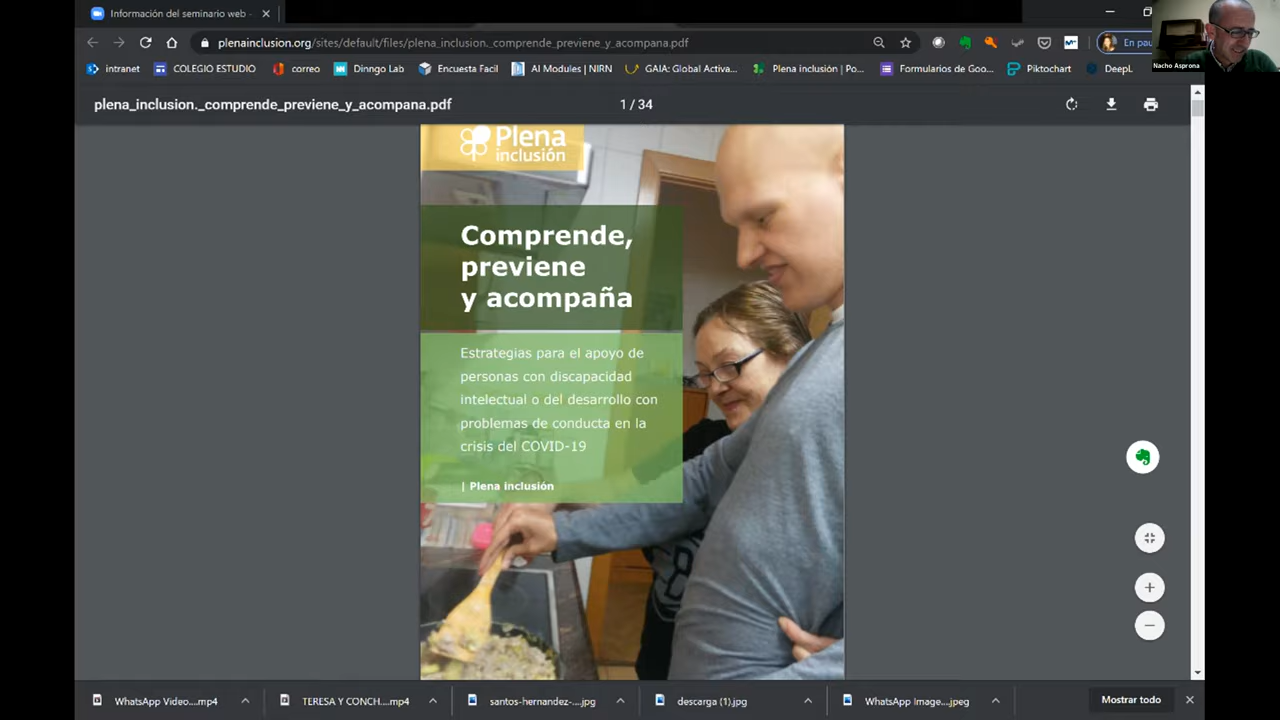 Información del seminario web -
plenainclusion.org/sites/default/files/plena_inclusion._comprende_previene_y_acompana.pdf
En pau
intranet
COLEGIO ESTUDIO
correo
Dinngo Lab
Encuesta Facil
AI Modules | NIRN
GAIA: Global Activa...
Plena inclusión | Po...
Formularios de Goo...
Piktochart
DeepL
Nacho Asprona
plena_inclusion._comprende_previene_y_acompana.pdf
1 / 34
Plena
inclusión
Comprende,
previene
y acompaña
Estrategias para el apoyo de
personas con discapacidad
intelectual o del desarrollo con
problemas de conducta en la
crisis del COVID-19
| Plena inclusión
WhatsApp Video....mp4
TERESA Y CONCH....mp4
santos-hernandez-....jpg
descarga (1).jpg
WhatsApp Image....jpeg
Mostrar todo